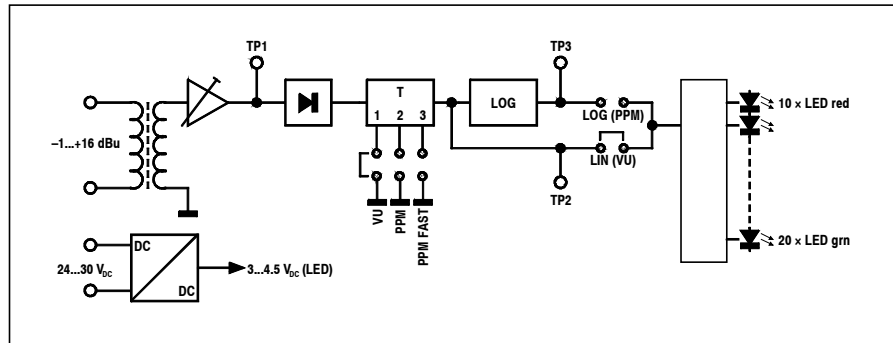 TP1
TP3
T
1 2 3
LOG
LOG (PPM)
10 × LED red
–1...+16 dBu
LIN (VU)
TP2
VU
PPM
PPM FAST
DC
DC
24...30 VDC
3...4.5 VDC (LED)
20 × LED grn